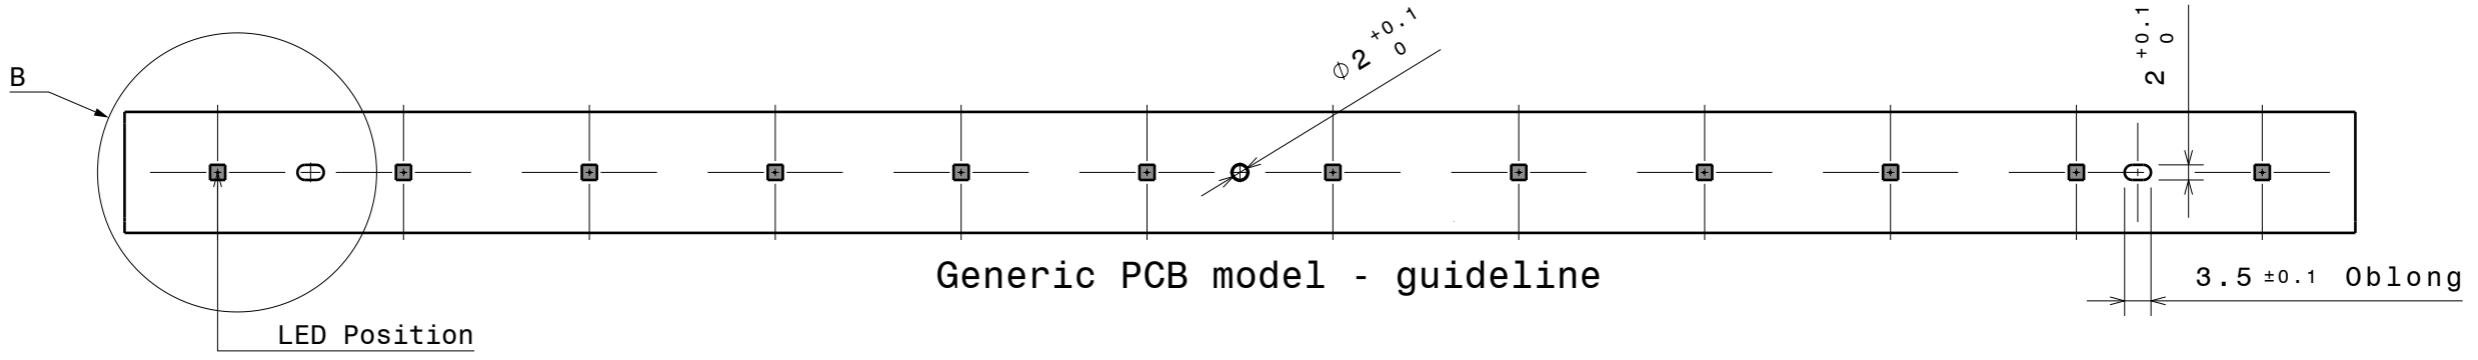 B
Ø2 +0.1 0
2 +0.1 0
Generic PCB model - guideline
3.5 ±0.1 Oblong
LED Position